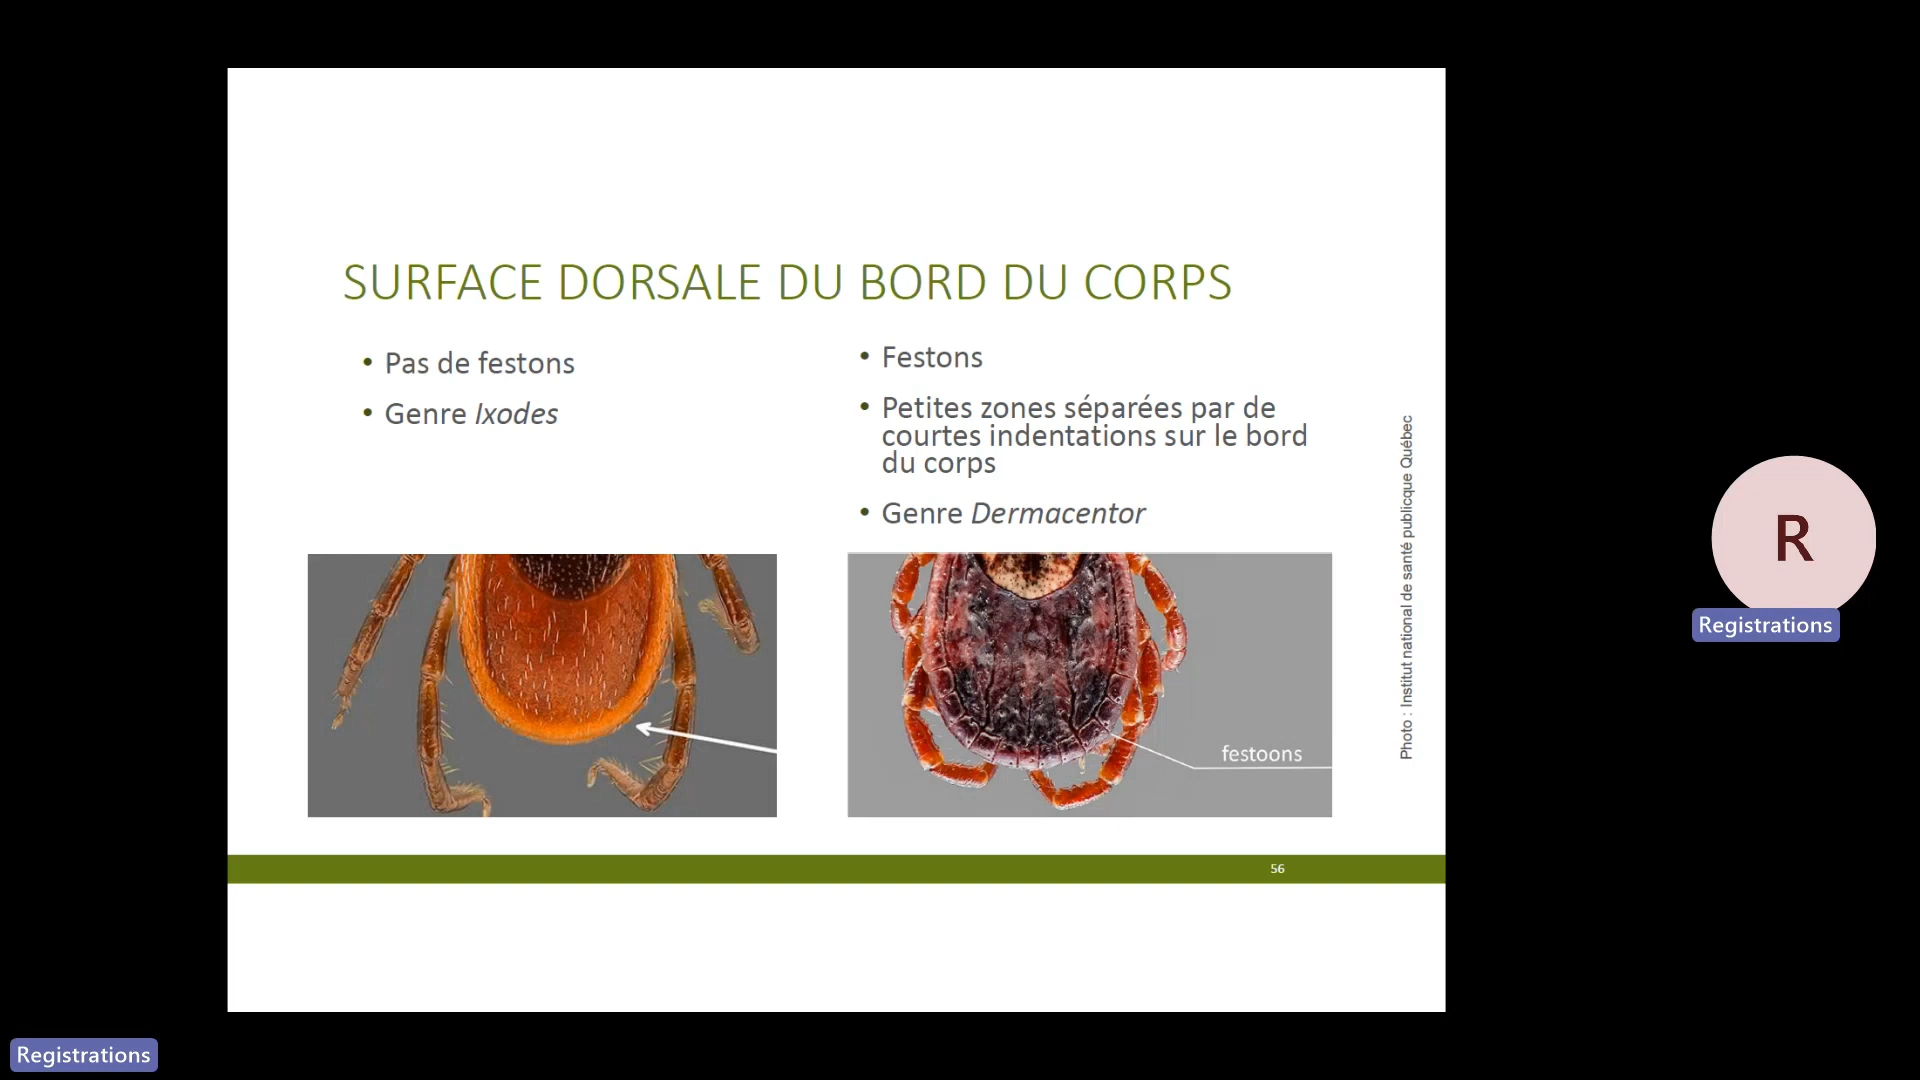 SURFACE DORSALE DU BORD DU CORPS
• Pas de festons
• Genre Ixodes
• Festons
• Petites zones séparées par de
courtes indentations sur le bord
du corps
• Genre Dermacentor
festoons
Photo : Institut national de santé publicque Québec
56
R
Registrations
Registrations